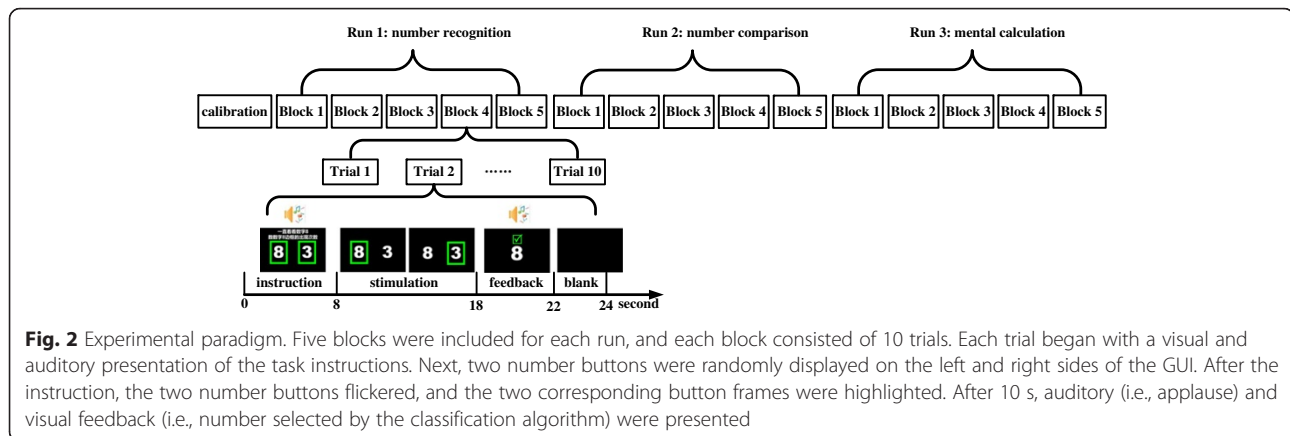 Run 1: number recognition Run 2: number comparison Run 3: mental calculation
calibration Block 1 Block 2 Block 3 Block 4 Block 5 Block 1 Block 2 Block 3 Block 4 Block 5 Block 1 Block 2 Block 3 Block 4 Block 5
Trial 1 Trial 2 ...... Trial 10
8 3 8 3 8 3 8
instruction stimulation feedback blank
0 8 18 22 24 second
Fig. 2 Experimental paradigm. Five blocks were included for each run, and each block consisted of 10 trials. Each trial began with a visual and
auditory presentation of the task instructions. Next, two number buttons were randomly displayed on the left and right sides of the GUI. After the
instruction, the two number buttons flickered, and the two corresponding button frames were highlighted. After 10 s, auditory (i.e., applause) and
visual feedback (i.e., number selected by the classification algorithm) were presented